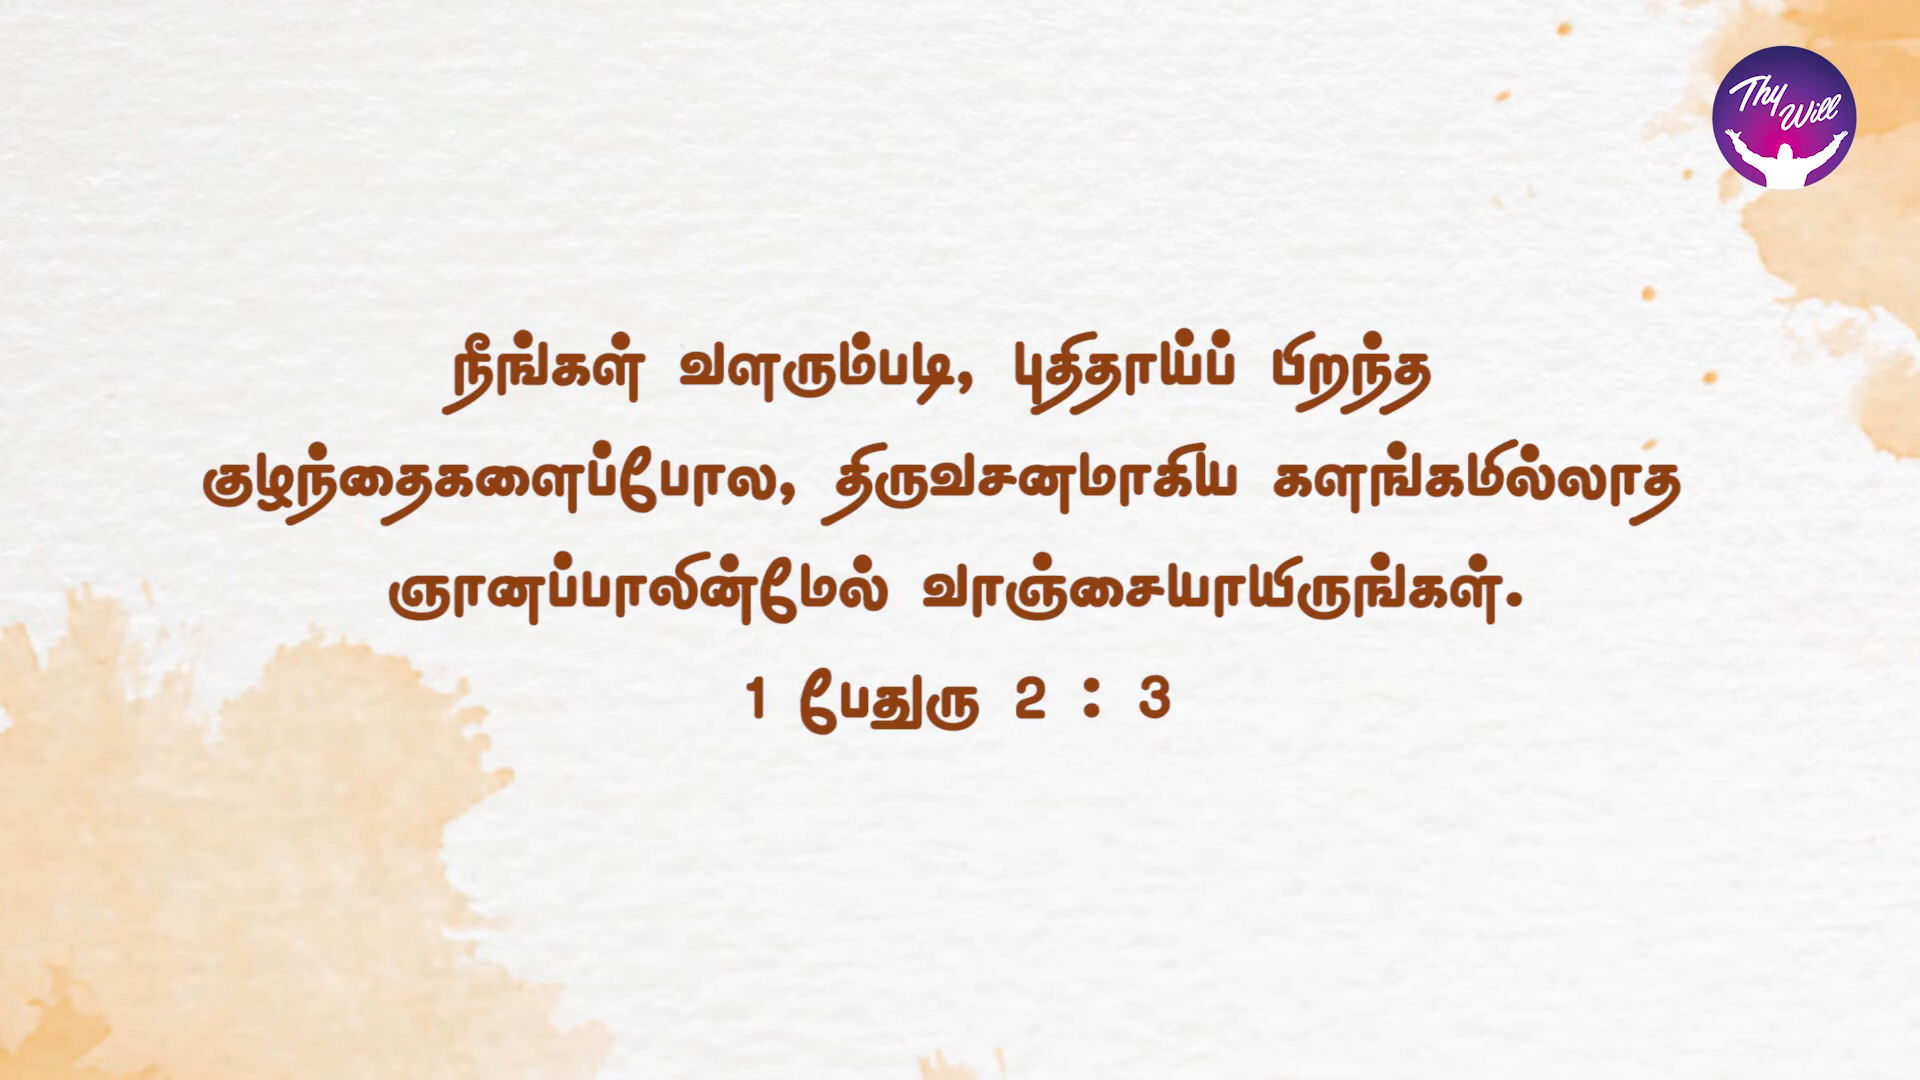 Thy Will
நீங்கள் வளரும்படி, புதிதாய்ப் பிறந்த
குழந்தைகளைப்போல, திருவசனமாகிய களங்கமில்லாத
ஞானப்பாலின்மேல் வாஞ்சையாயிருங்கள்.
1 பேதுரு 2 : 3